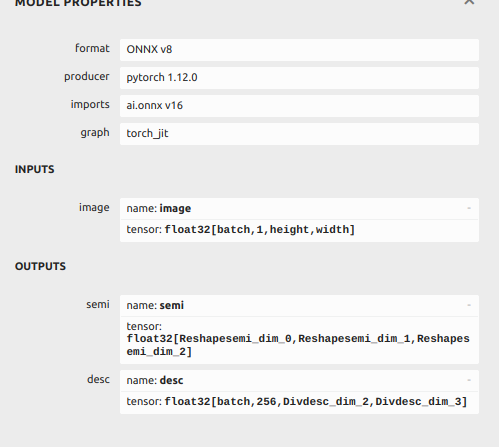 MODEL PROPERTIES
format ONNX v8
producer pytorch 1.12.0
imports ai.onnx v16
graph torch_jit
INPUTS
image name: image -
tensor: float32[batch,1,height,width]
OUTPUTS
semi name: semi -
tensor:
float32[Reshapesemi_dim_0,Reshapesemi_dim_1,Reshapes
emi_dim_2]
desc name: desc -
tensor: float32[batch,256,Divdesc_dim_2,Divdesc_dim_3]